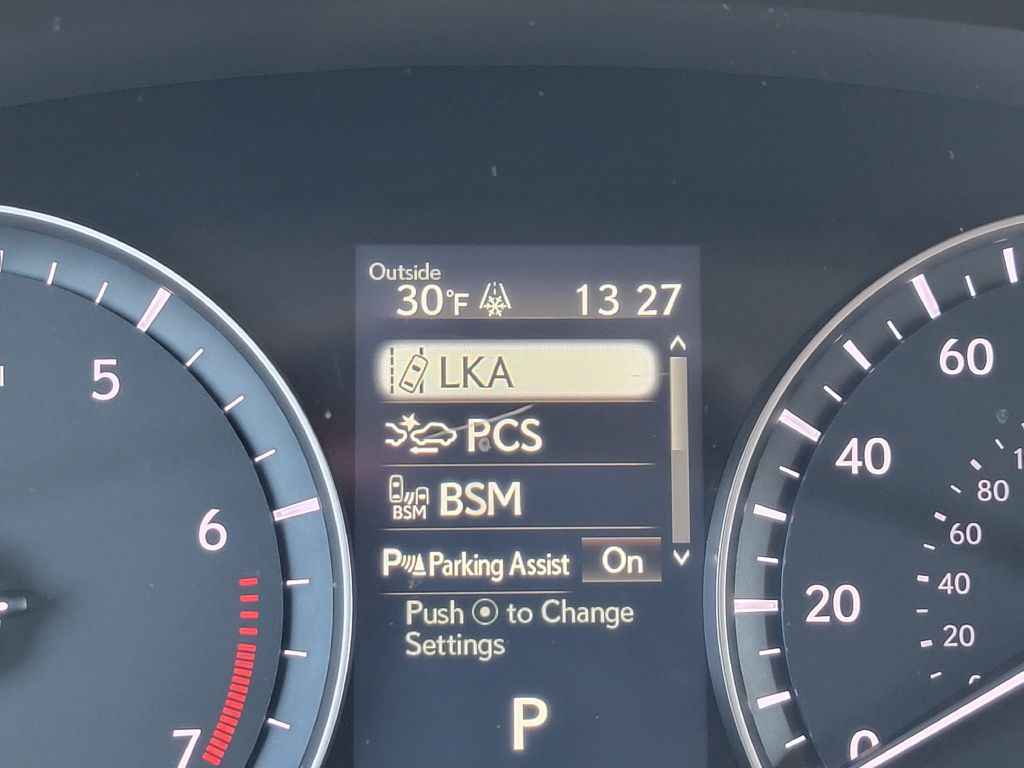 Outside
30°F 13 27
LKA
PCS
BSM
BSM
Parking Assist On
Push to Change
Settings
P
5
6
7
60
40
20
0
80
60
40
20